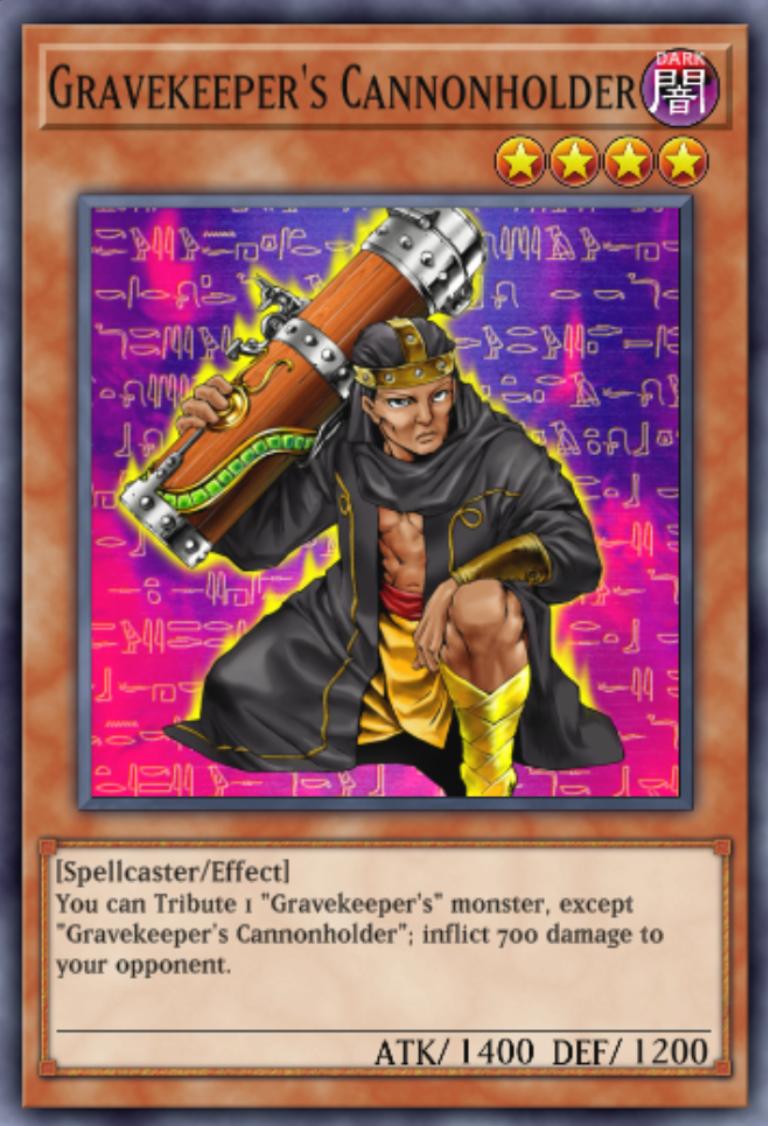 Gravekeeper's Cannonholder
DARK
闇
[Spellcaster/Effect]
You can Tribute 1 "Gravekeeper's" monster, except
"Gravekeeper's Cannonholder"; inflict 700 damage to
your opponent.
ATK/ 1400 DEF/ 1200